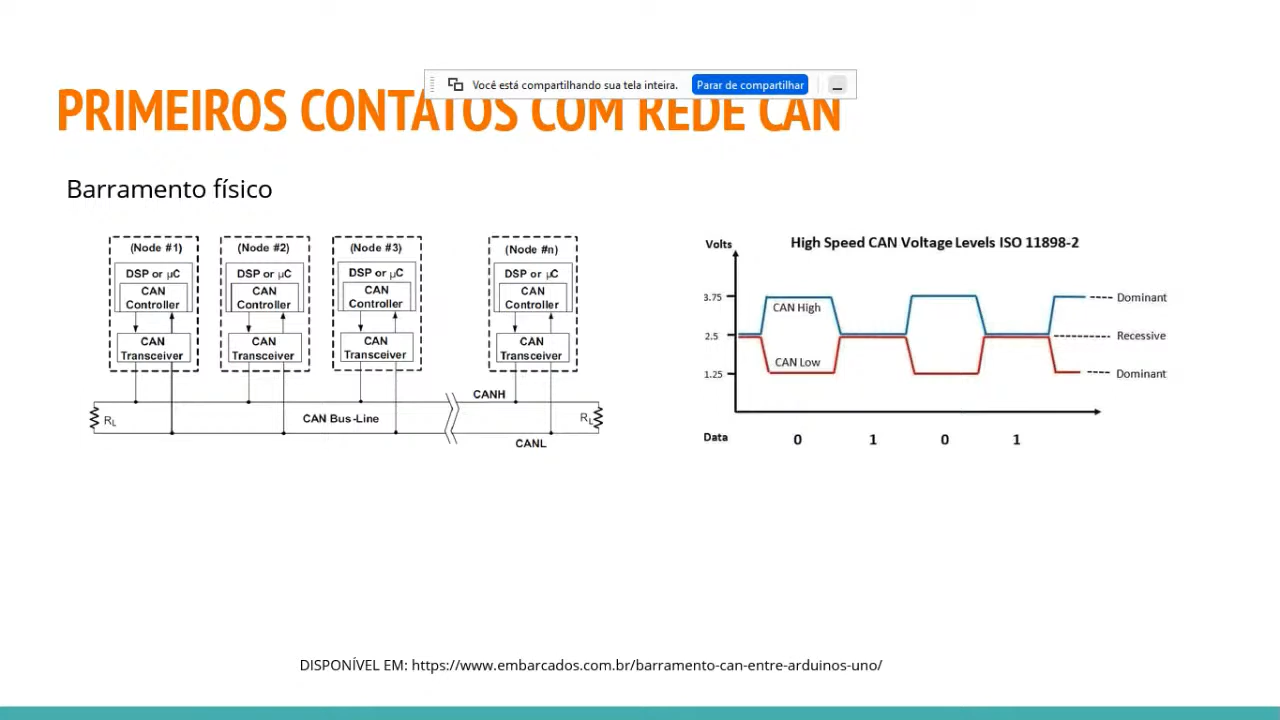 Você está compartilhando sua tela inteira. Parar de compartilhar
PRIMEIROS CONTATOS COM REDE CAN
Barramento físico
(Node #1) (Node #2) (Node #3) (Node #n)
DSP or μC DSP or μC DSP or μC DSP or μC
CAN Controller CAN Controller CAN Controller CAN Controller
CAN Transceiver CAN Transceiver CAN Transceiver CAN Transceiver
CANH
RL CAN Bus-Line RL
CANL
Volts High Speed CAN Voltage Levels ISO 11898-2
3.75 CAN High Dominant
2.5 Recessive
CAN Low
1.25 Dominant
Data 0 1 0 1
DISPONÍVEL EM: https://www.embarcados.com.br/barramento-can-entre-arduinos-uno/